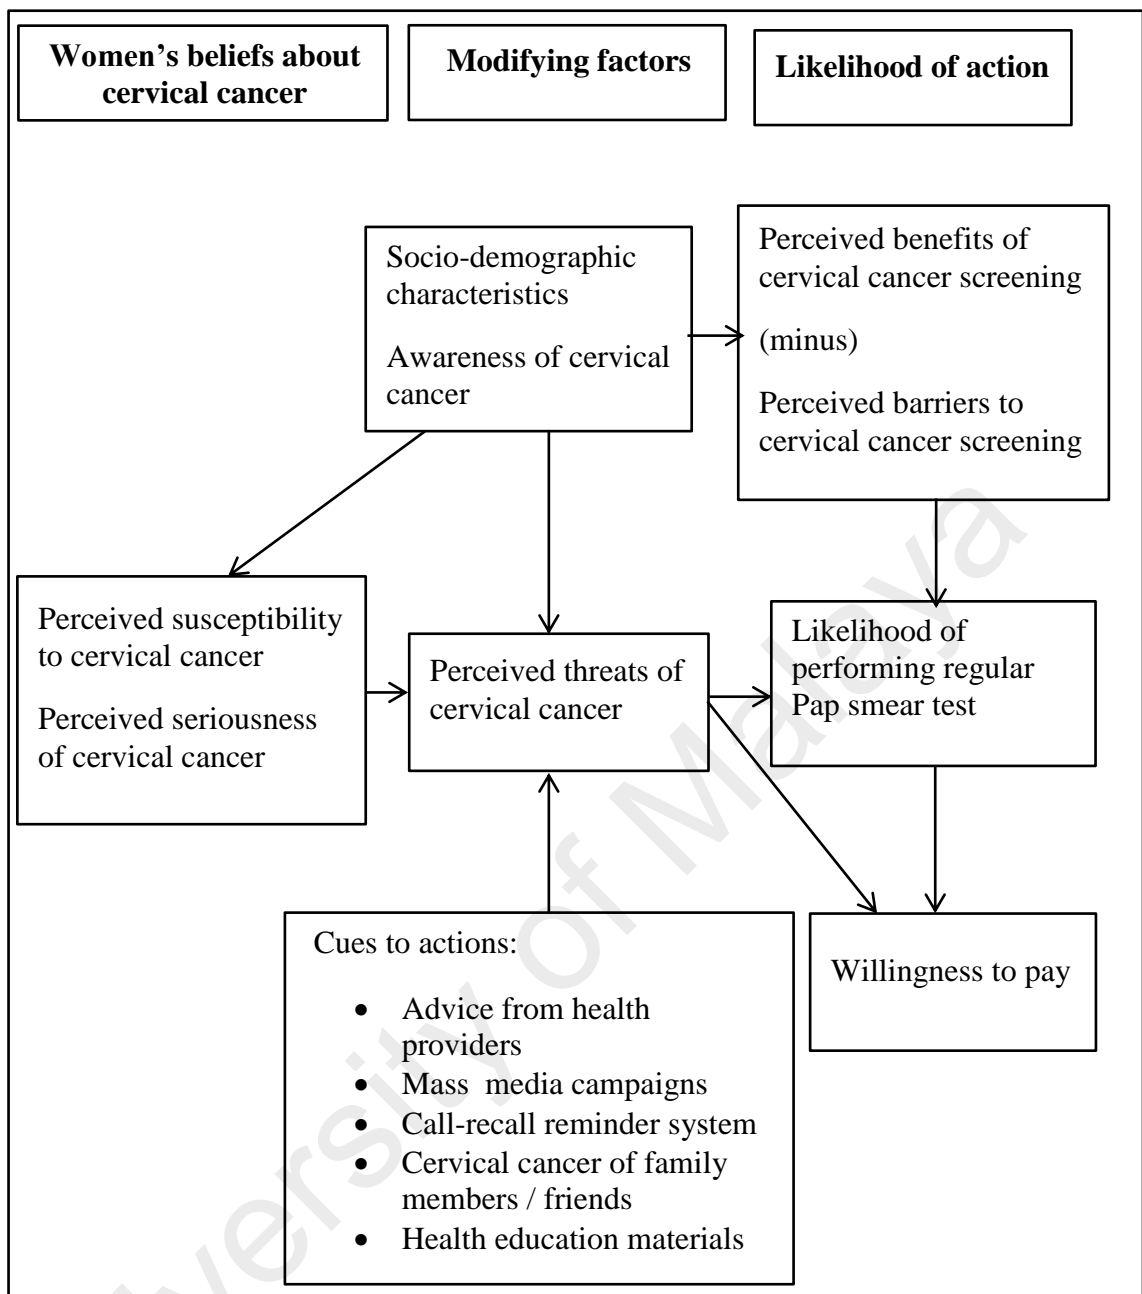 Women’s beliefs about
cervical cancer
Modifying factors
Likelihood of action
Socio-demographic
characteristics
Awareness of cervical
cancer
Perceived benefits of
cervical cancer screening
(minus)
Perceived barriers to
cervical cancer screening
Perceived susceptibility
to cervical cancer
Perceived seriousness
of cervical cancer
Perceived threats of
cervical cancer
Likelihood of
performing regular
Pap smear test
Cues to actions:
• Advice from health
providers
• Mass media campaigns
• Call-recall reminder system
• Cervical cancer of family
members / friends
• Health education materials
Willingness to pay
versity of Malaya